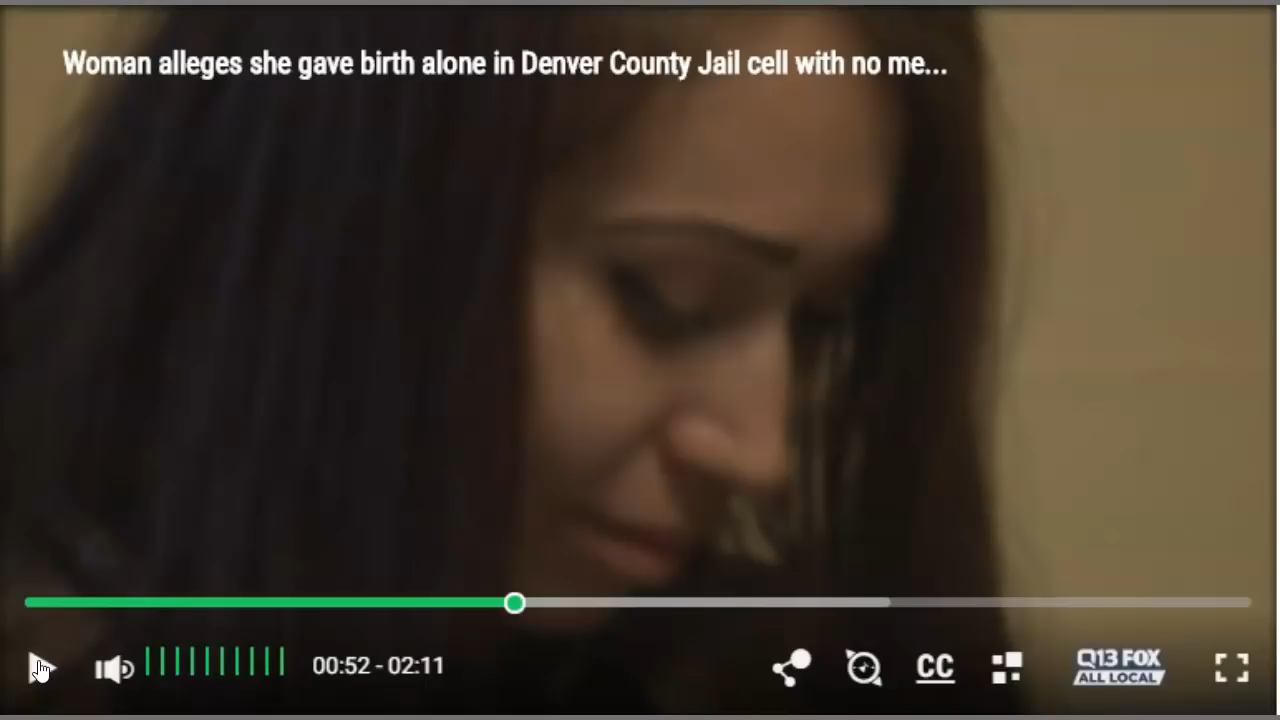 Woman alleges she gave birth alone in Denver County Jail cell with no me...
00:52 - 02:11
CC
Q13 FOX
ALL LOCAL